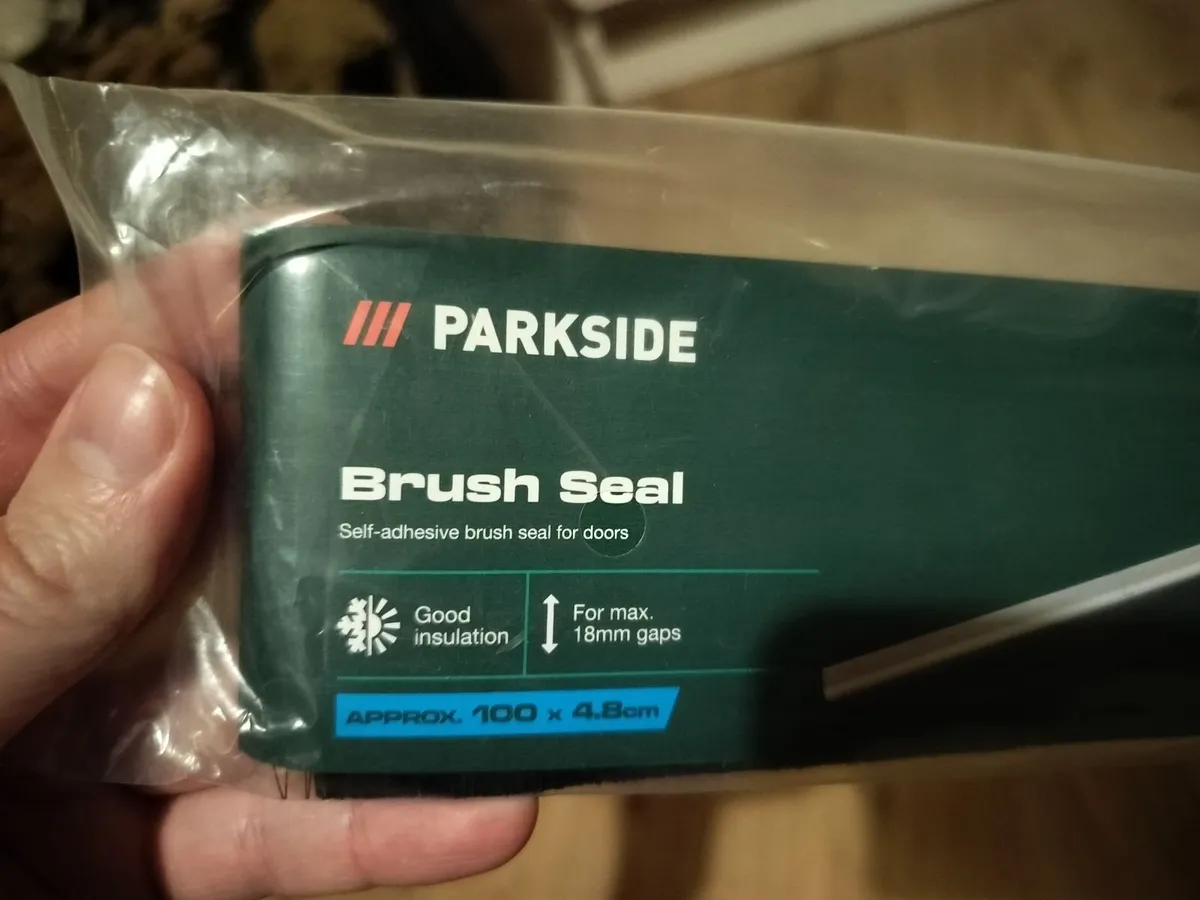 PARKSIDE
Brush Seal
Self-adhesive brush seal for doors
Good
insulation
For max.
18mm gaps
APPROX. 100 x 4.8cm